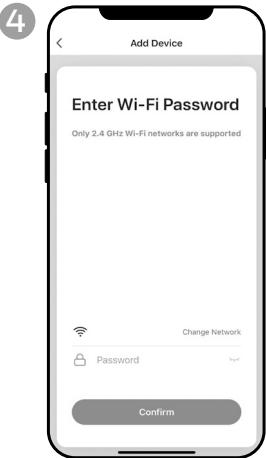 4
Add Device
Enter Wi-Fi Password
Only 2.4 GHz Wi-Fi networks are supported
Change Network
Password
Confirm